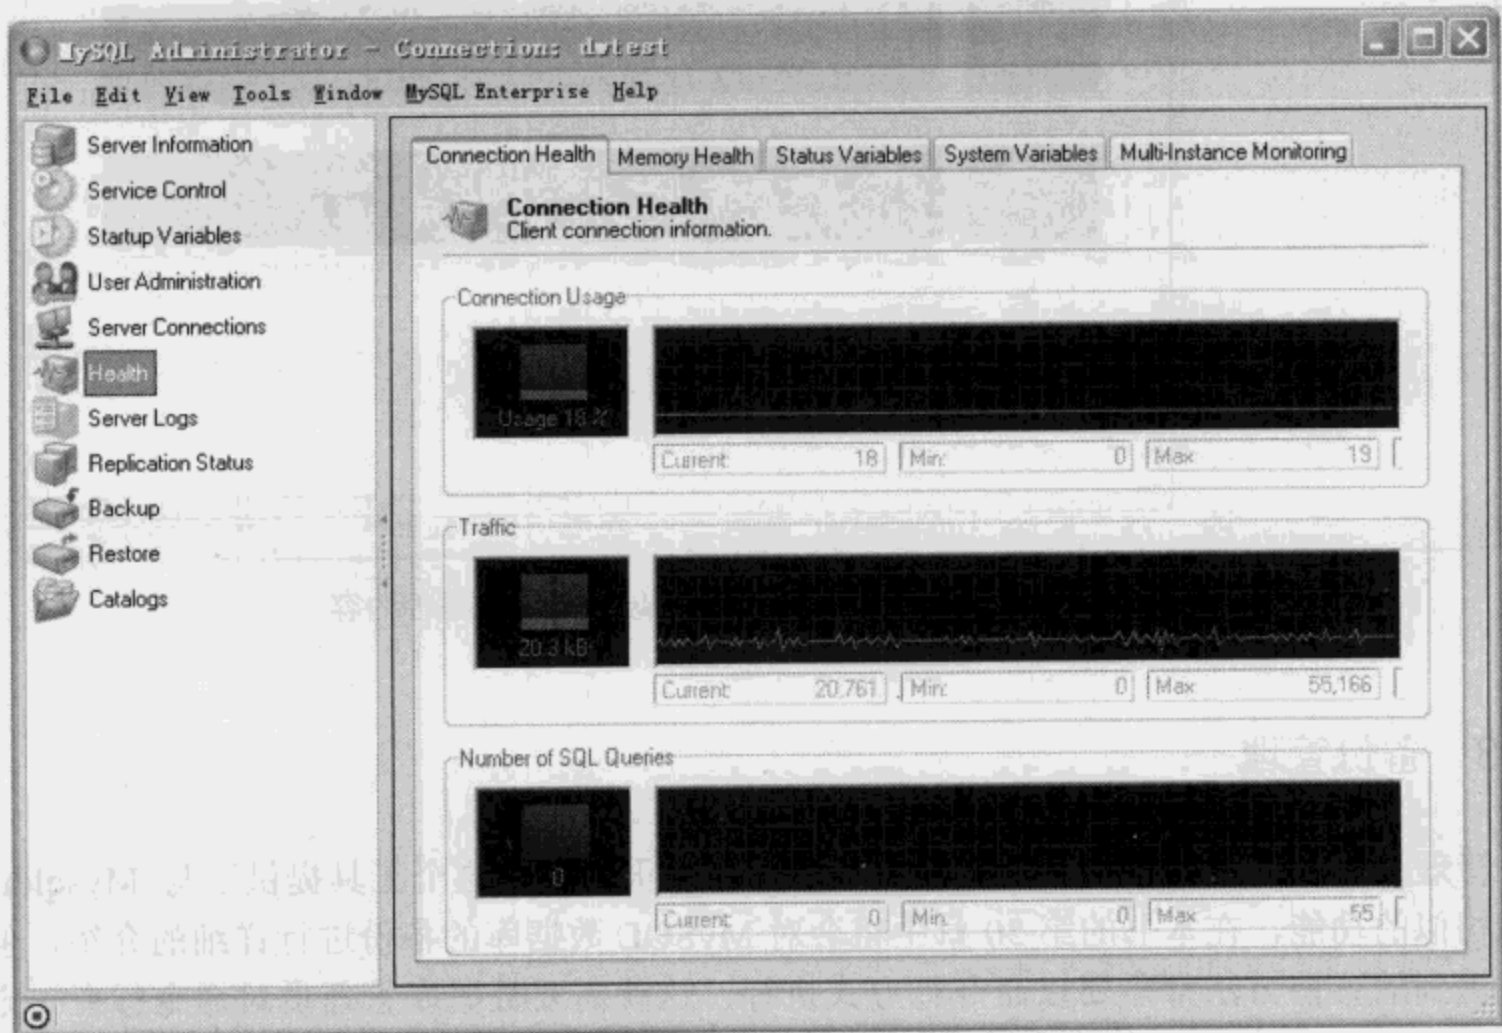 MySQL Administrator - Connection: dwtest
File Edit View Tools Window MySQL Enterprise Help
Server Information
Service Control
Startup Variables
User Administration
Server Connections
Health
Server Logs
Replication Status
Backup
Restore
Catalogs
Connection Health Memory Health Status Variables System Variables Multi-Instance Monitoring
Connection Health
Client connection information.
Connection Usage
Usage 18 %
Current: 18 Min: 0 Max: 19
Traffic
20.3 kB
Current: 20,761 Min: 0 Max: 55,166
Number of SQL Queries
0
Current: 0 Min: 0 Max: 55